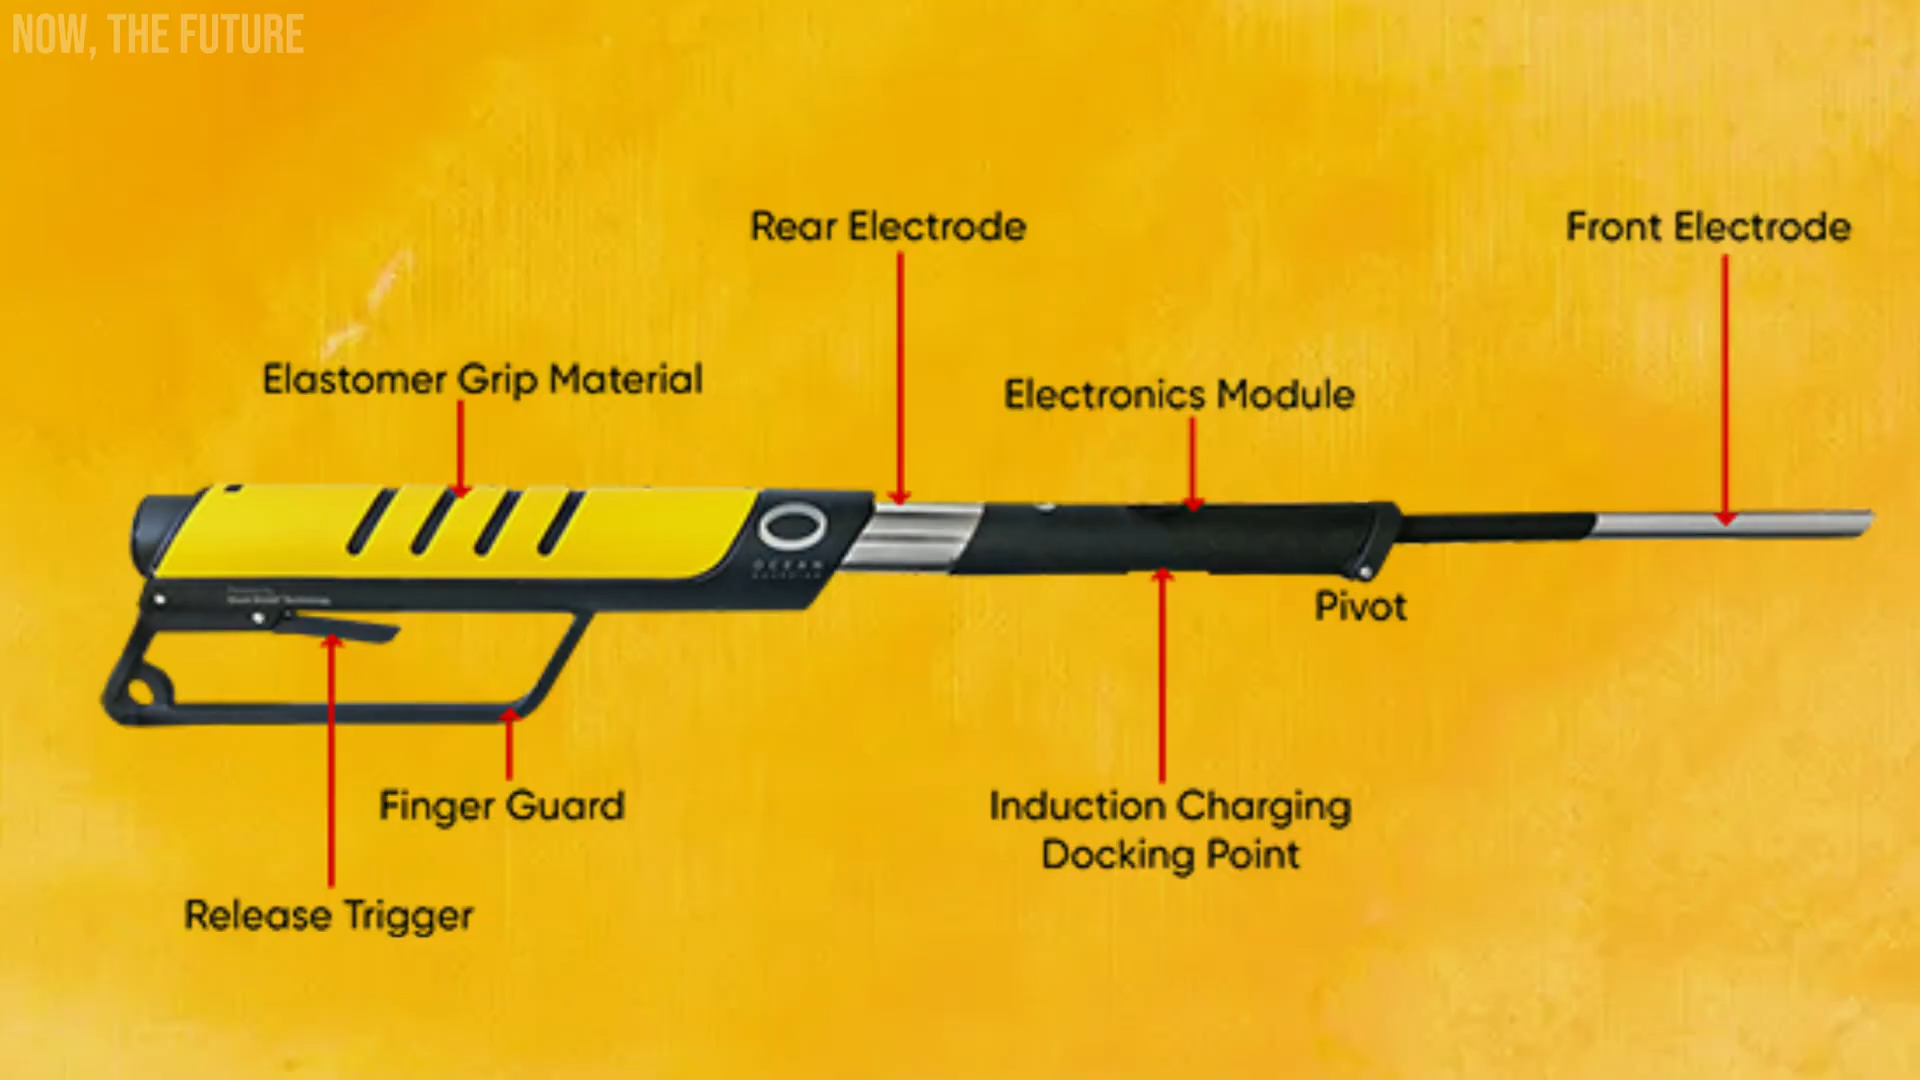 NOW, THE FUTURE
Rear Electrode
Front Electrode
Elastomer Grip Material
Electronics Module
OCEAN
Pivot
Finger Guard
Induction Charging
Docking Point
Release Trigger